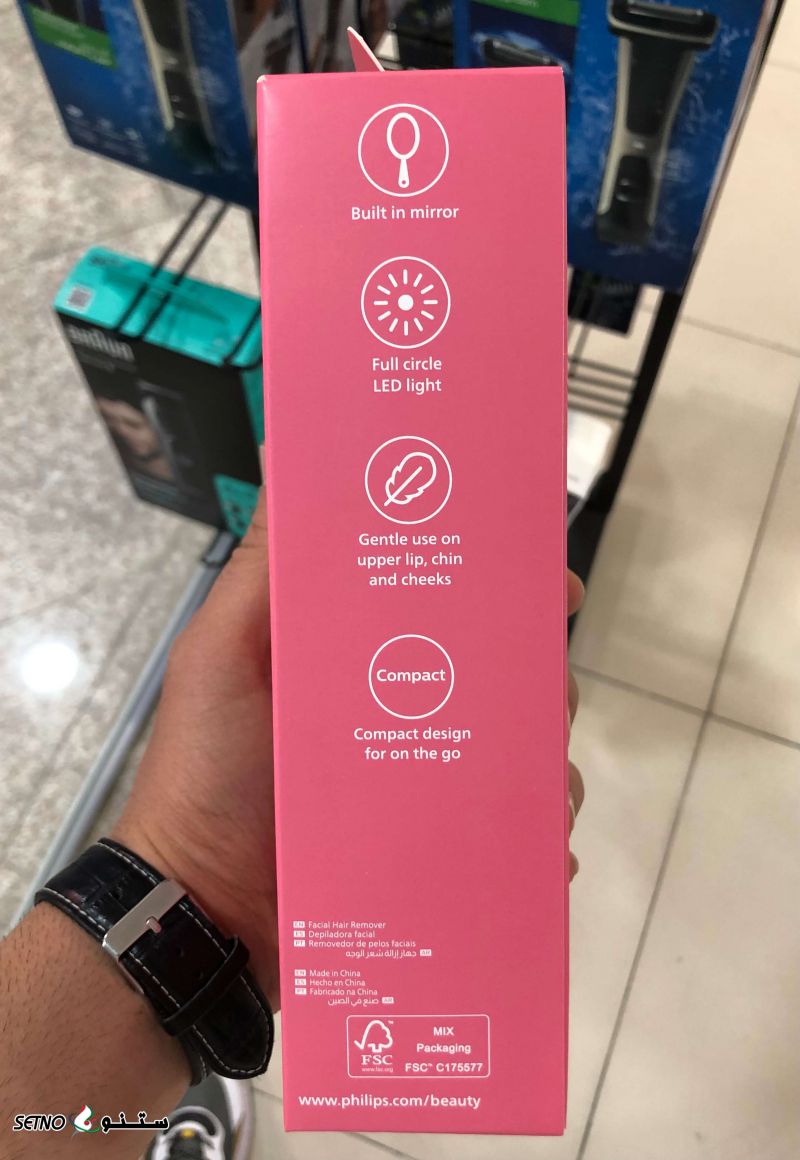 Built in mirror
Full circle
LED light
Gentle use on
upper lip, chin
and cheeks
Compact
Compact design
for on the go
EN Facial Hair Remover
ES Depiladora facial
PT Removedor de pelos faciais
AR جهاز إزالة شعر الوجه
EN Made in China
ES Hecho en China
PT Fabricado na China
AR صنع في الصين
FSC
www.fsc.org
MIX
Packaging
FSC™ C175577
www.philips.com/beauty
SETNO ستنو